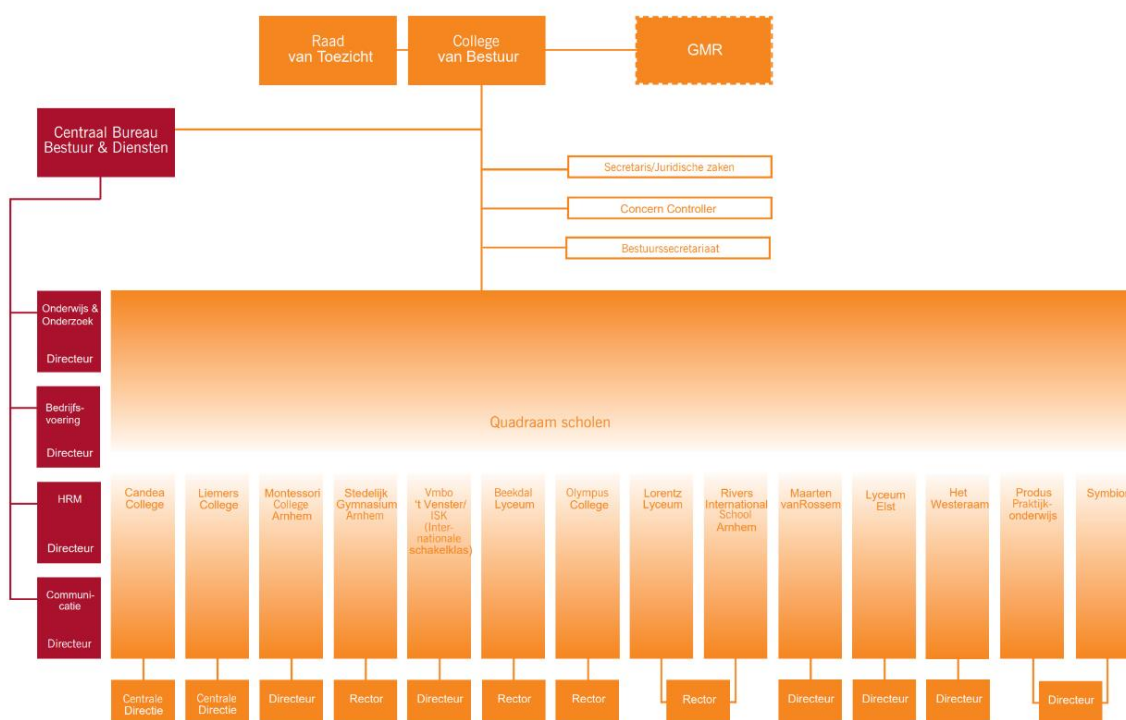 Raad
van Toezicht
College
van Bestuur
GMR
Centraal Bureau
Bestuur & Diensten
Secretaris/Juridische zaken
Concern Controller
Bestuurssecretariaat
Onderwijs &
Onderzoek
Directeur
Bedrijfs-
voering
Directeur
HRM
Directeur
Communi-
catie
Directeur
Quadraam scholen
Candea
College
Liemers
College
Montessori
College
Arnhem
Stedelijk
Gymnasium
Arnhem
Vmbo
't Venster/
ISK
(Inter-
nationale
schakelklas)
Beekdal
Lyceum
Olympus
College
Lorentz
Lyceum
Rivers
International
School
Arnhem
Maarten
vanRossem
Lyceum
Elst
Het
Westeraam
Produs
Praktijk-
onderwijs
Symbion
Centrale
Directie
Centrale
Directie
Directeur
Rector
Directeur
Rector
Rector
Rector
Directeur
Directeur
Directeur
Directeur